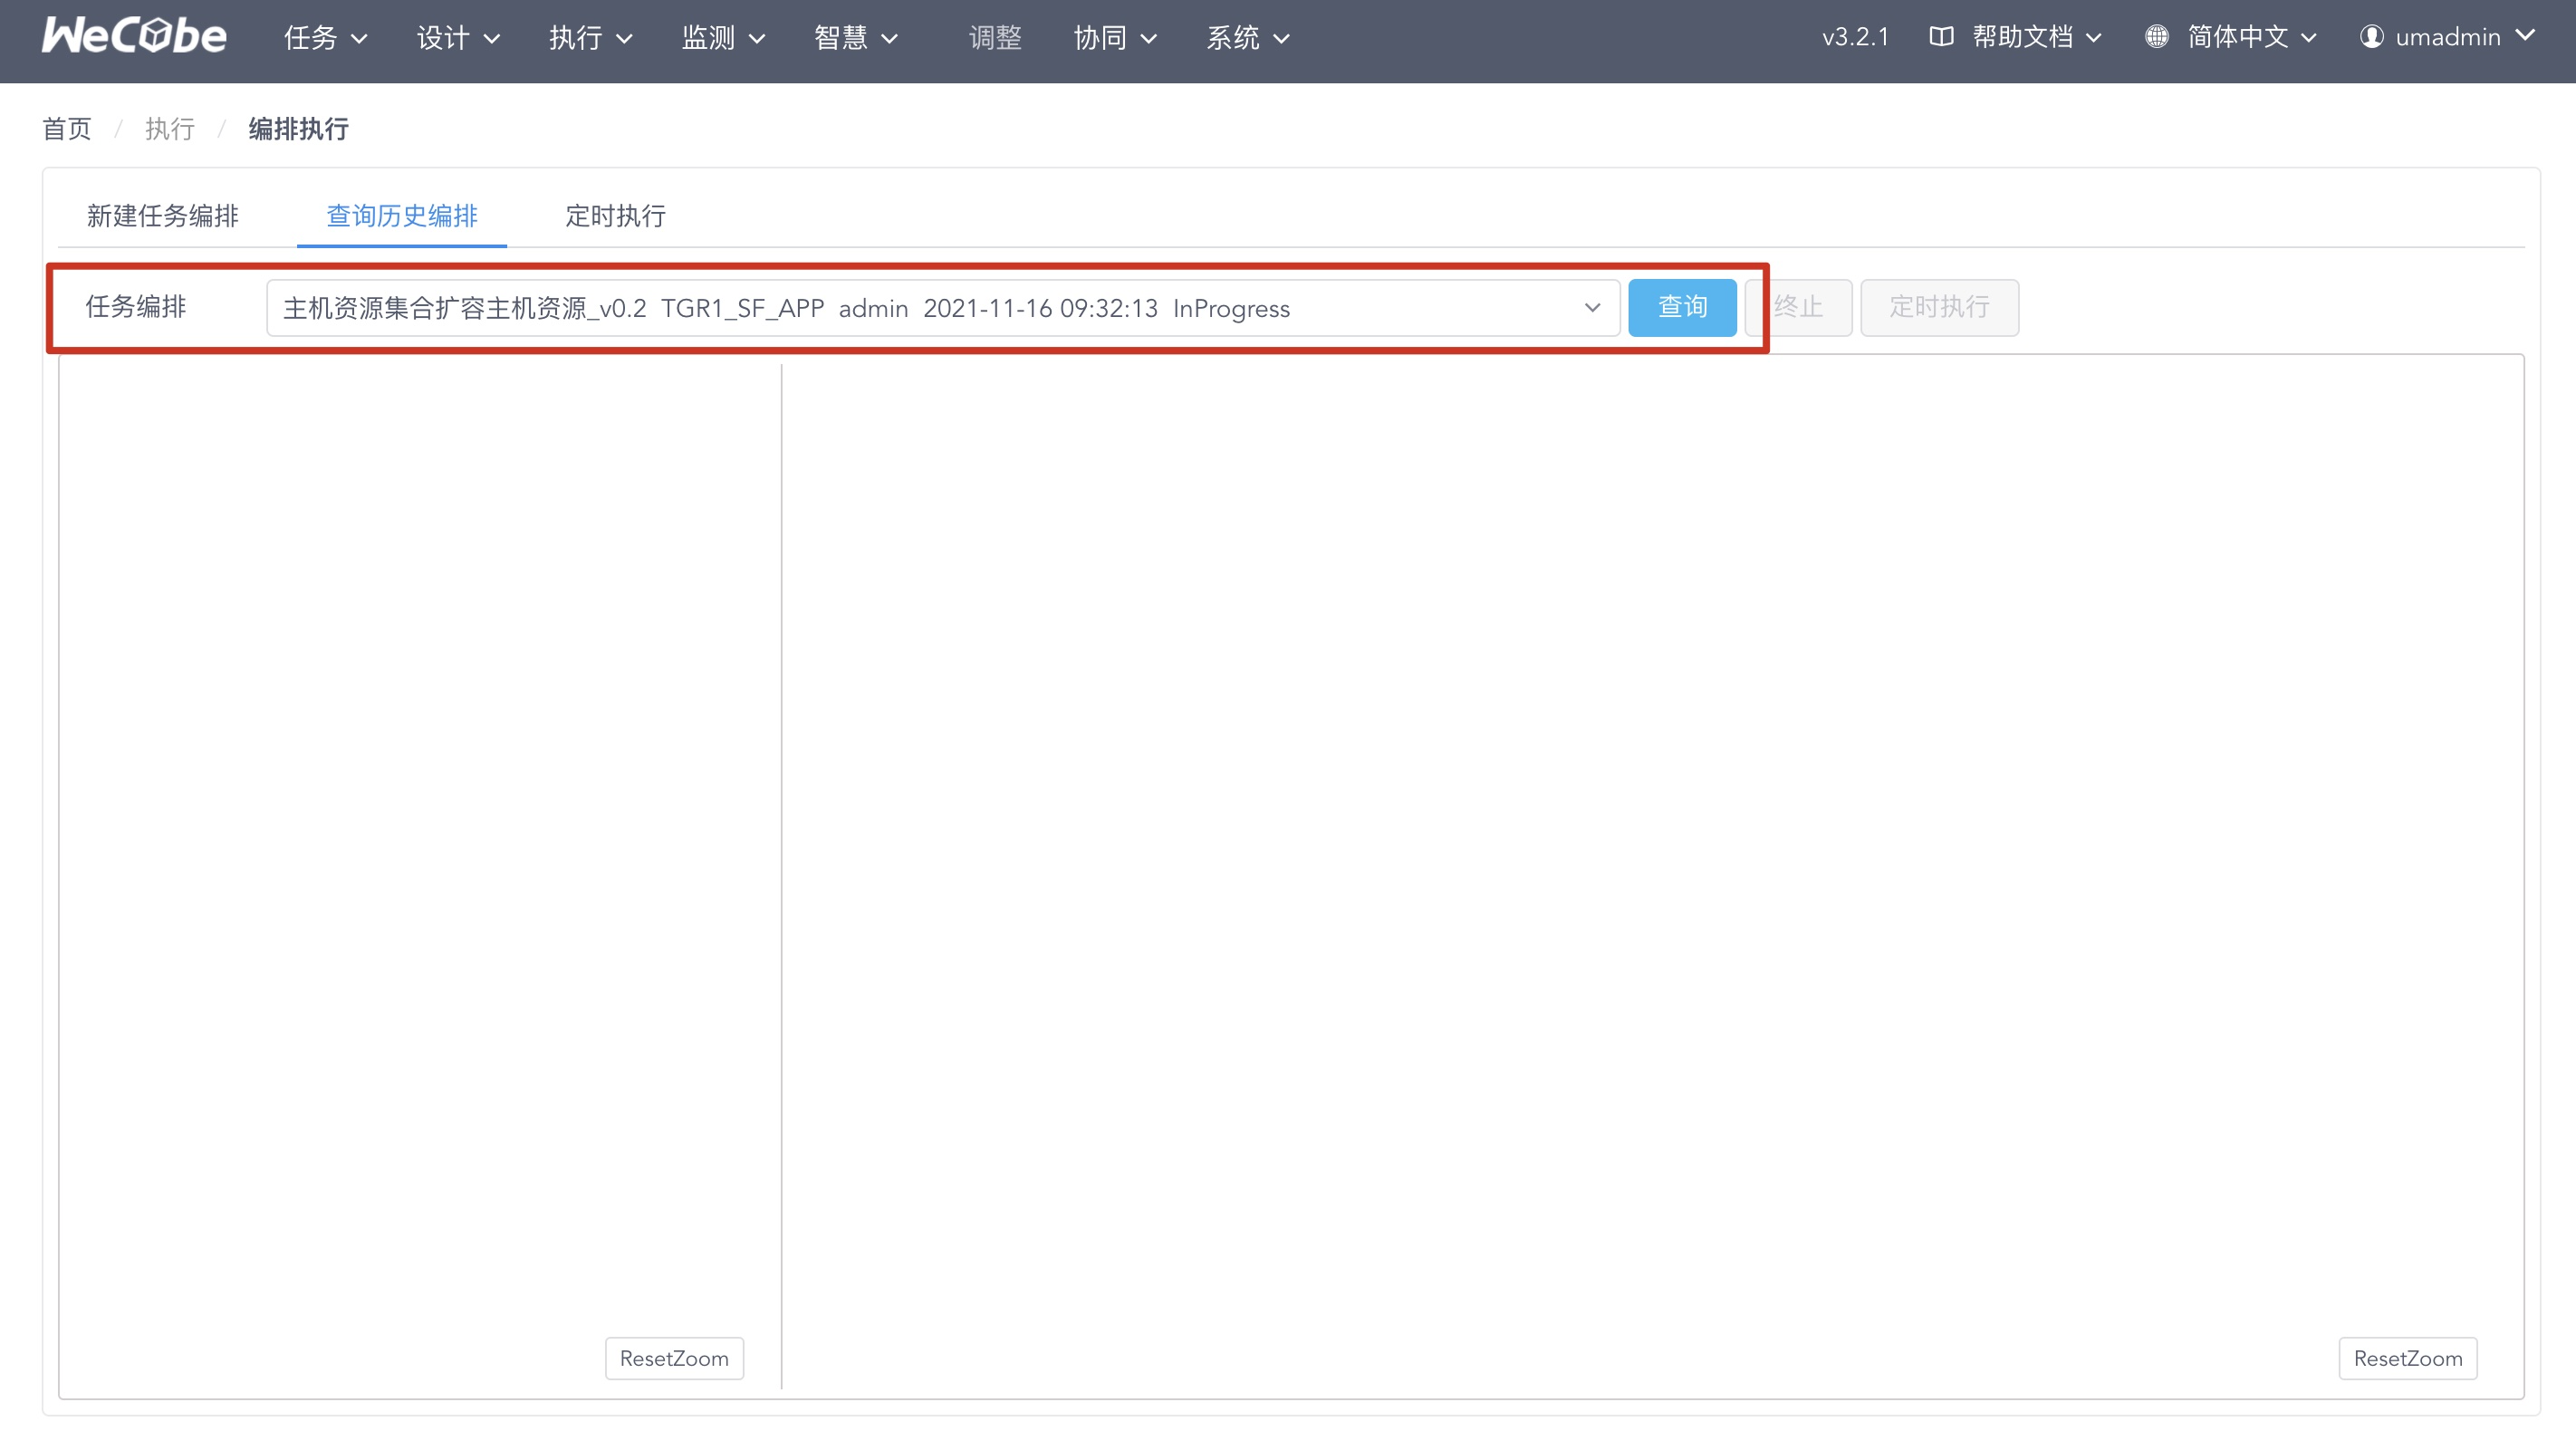 WeCube 任务 设计 执行 监测 智慧 调整 协同 系统 v3.2.1 帮助文档 简体中文 umadmin
首页 / 执行 / 编排执行
新建任务编排 查询历史编排 定时执行
任务编排 主机资源集合扩容主机资源_v0.2 TGR1_SF_APP admin 2021-11-16 09:32:13 InProgress 查询 终止 定时执行
ResetZoom ResetZoom